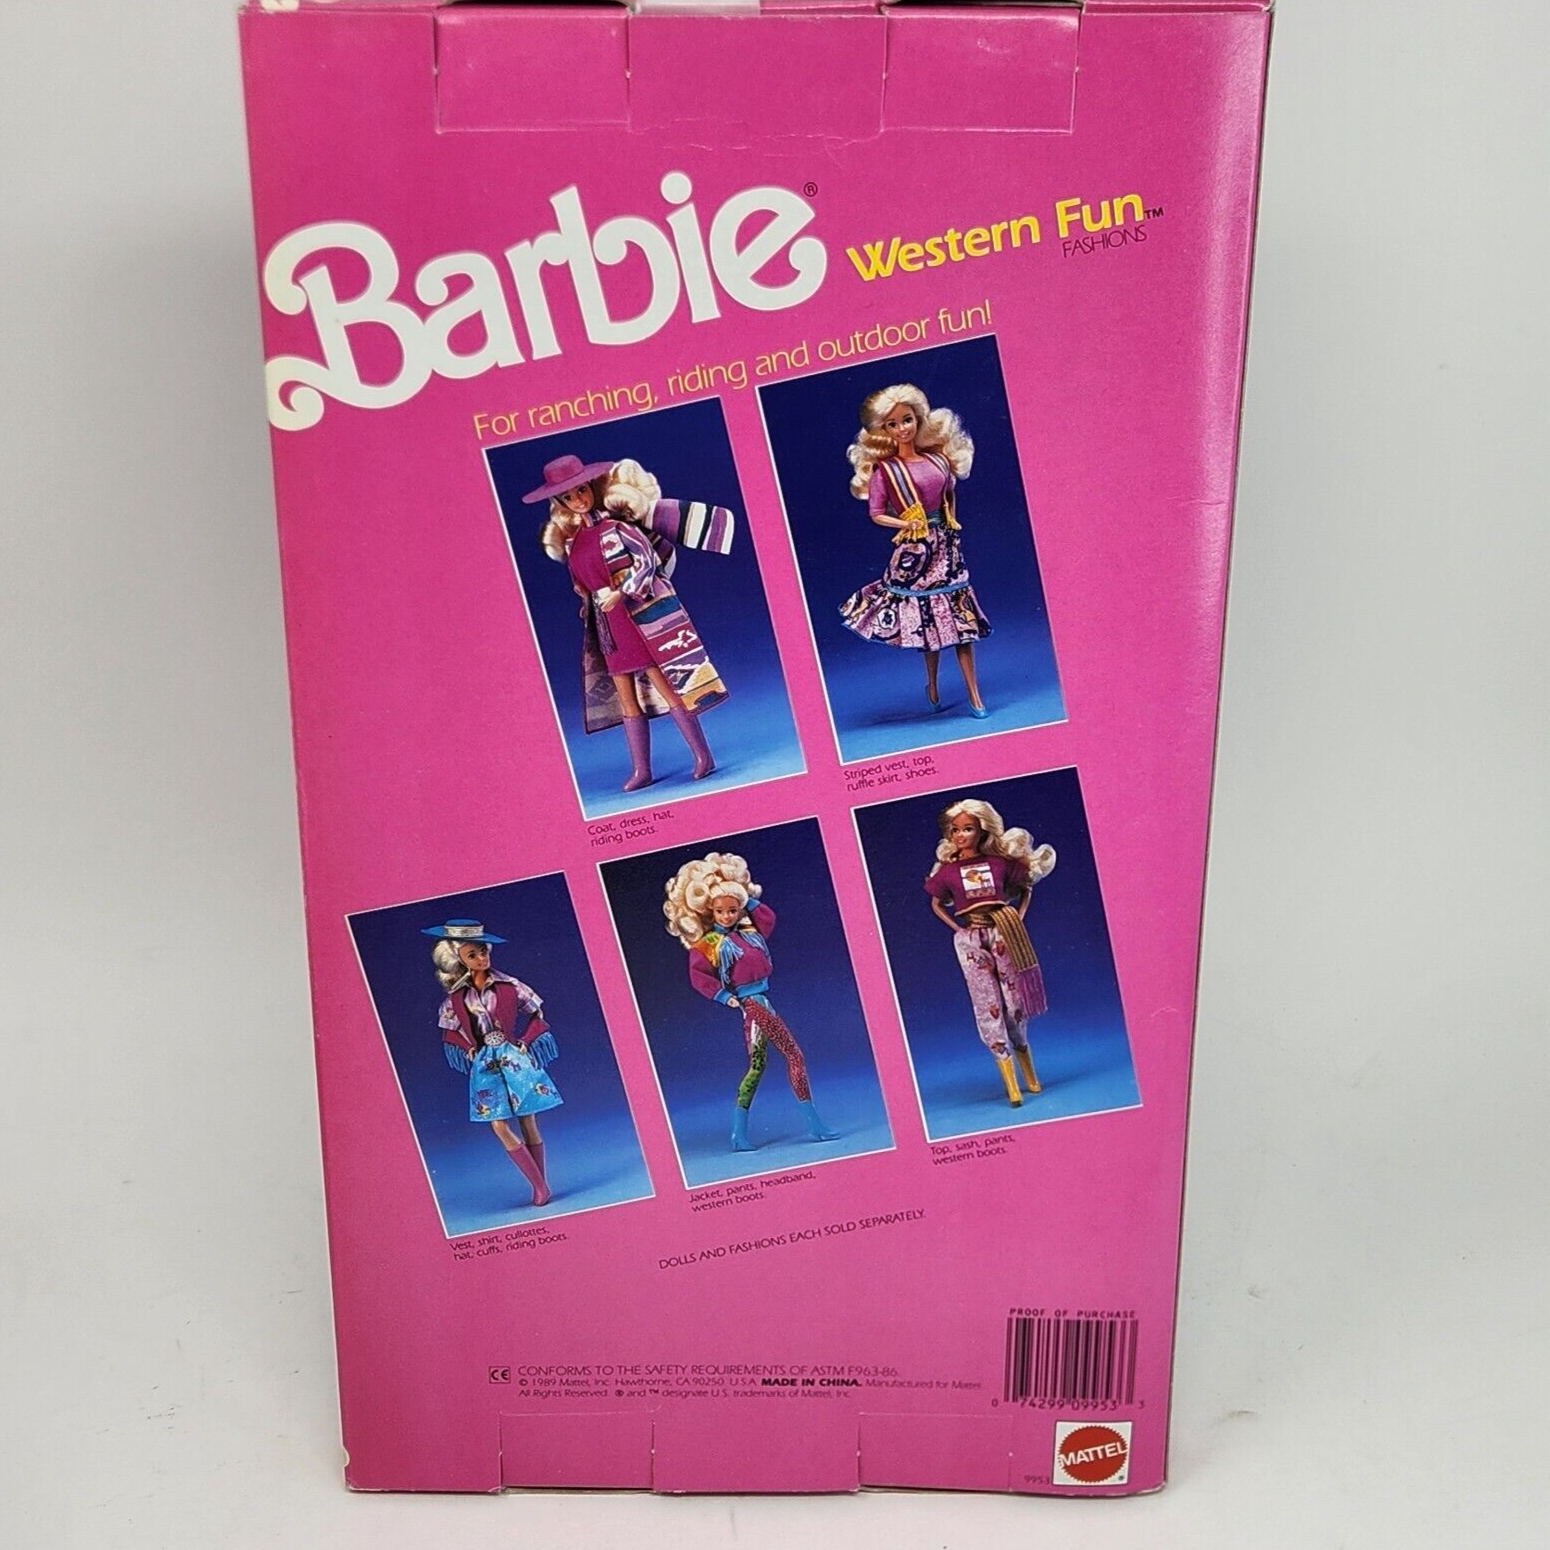 Barbie®
Western Fun™
FASHIONS
For ranching, riding and outdoor fun!
Coat, dress, hat,
riding boots.
Striped vest, top,
ruffle skirt, shoes.
Vest, shirt, cullottes,
hat, cuffs, riding boots.
Jacket, pants, headband,
western boots.
Top, sash, pants,
western boots.
DOLLS AND FASHIONS EACH SOLD SEPARATELY.
PROOF OF PURCHASE
0 74299 09953 3
CE CONFORMS TO THE SAFETY REQUIREMENTS OF ASTM F963-86.
© 1989 Mattel, Inc. Hawthorne, CA 90250 U.S.A. MADE IN CHINA. Manufactured for Mattel.
All Rights Reserved. ® and ™ designate U.S. trademarks of Mattel, Inc.
9953
MATTEL®